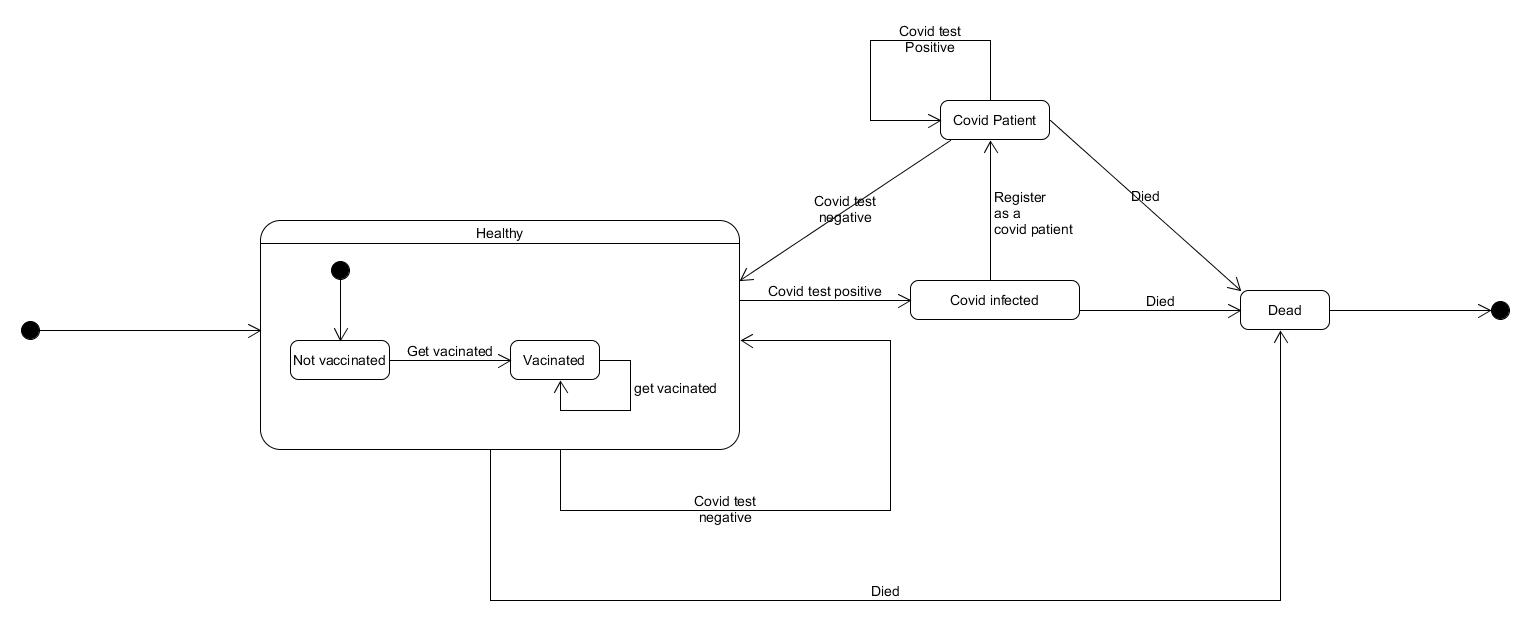 Covid test
Positive
Covid Patient
Covid test
negative
Register
as a
covid patient
Died
Healthy
Covid test positive
Covid infected
Died
Dead
Not vaccinated
Get vacinated
Vacinated
get vacinated
Covid test
negative
Died